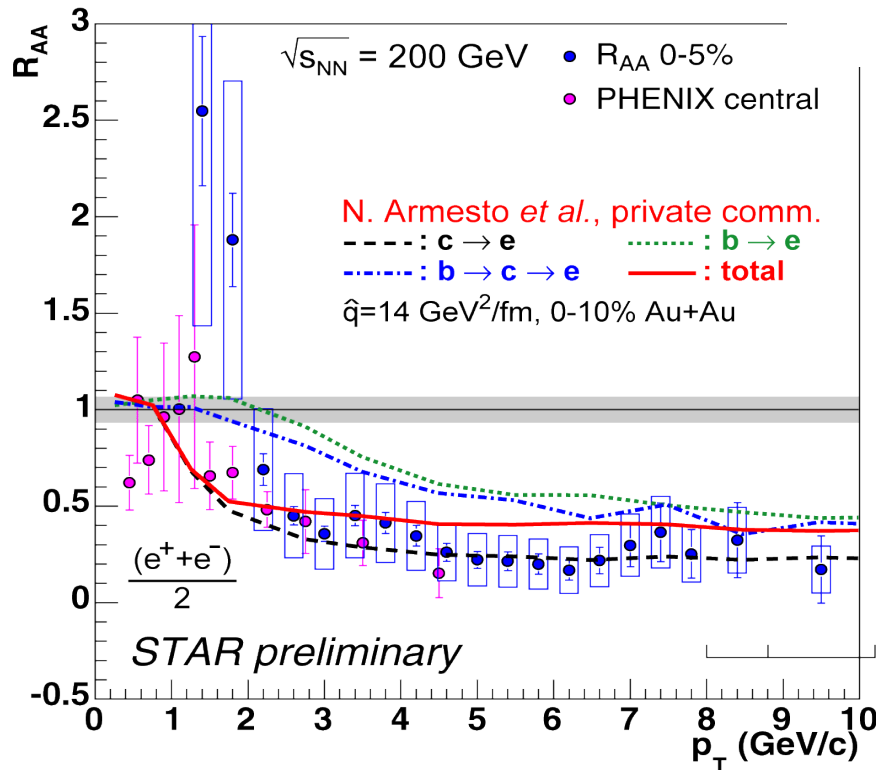 R_AA
3
2.5
2
1.5
1
0.5
0
-0.5
√s_NN = 200 GeV
R_AA 0-5%
PHENIX central
N. Armesto et al., private comm.
: c → e
: b → e
: b → c → e
: total
q̂=14 GeV²/fm, 0-10% Au+Au
(e⁺+e⁻)
2
STAR preliminary
0 1 2 3 4 5 6 7 8 9 10
p_T (GeV/c)